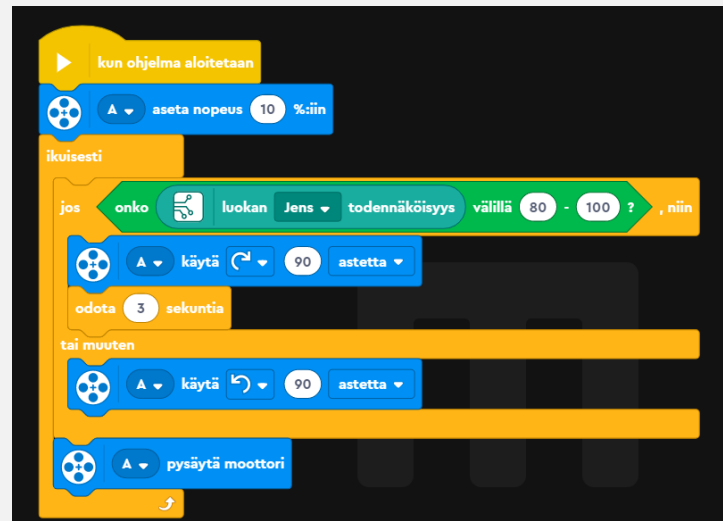 kun ohjelma aloitetaan
A aseta nopeus 10 %:iin
ikuisesti
jos onko luokan Jens todennäköisyys välillä 80 - 100 ? , niin
A käytä 90 astetta
odota 3 sekuntia
tai muuten
A käytä 90 astetta
A pysäytä moottori